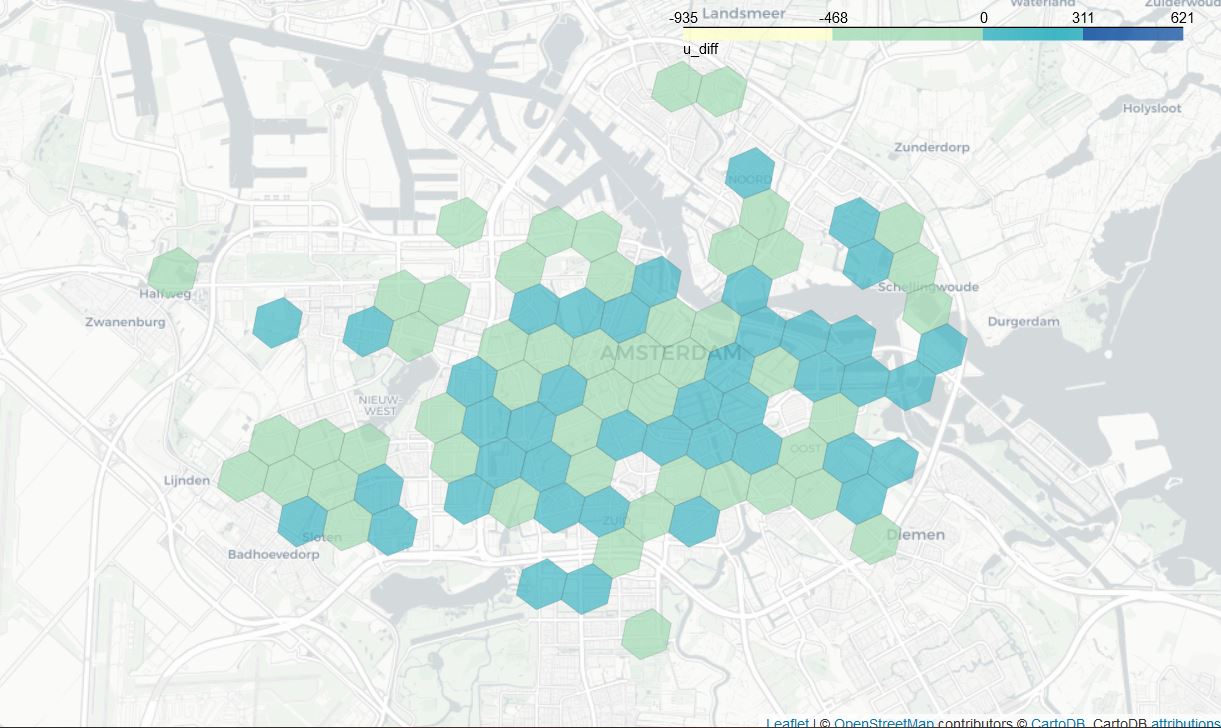 -935 -468 0 311 621
u_diff
Landsmeer
Waterland
Zuiderwoud
Holysloot
Zunderdorp
NOORD
Schellingwoude
Halfweg
Zwanenburg
Durgerdam
AMSTERDAM
NIEUW-
WEST
OOST
Lijnden
ZUID
Sloten
Diemen
Badhoevedorp
Leaflet | © OpenStreetMap contributors © CartoDB, CartoDB attributions